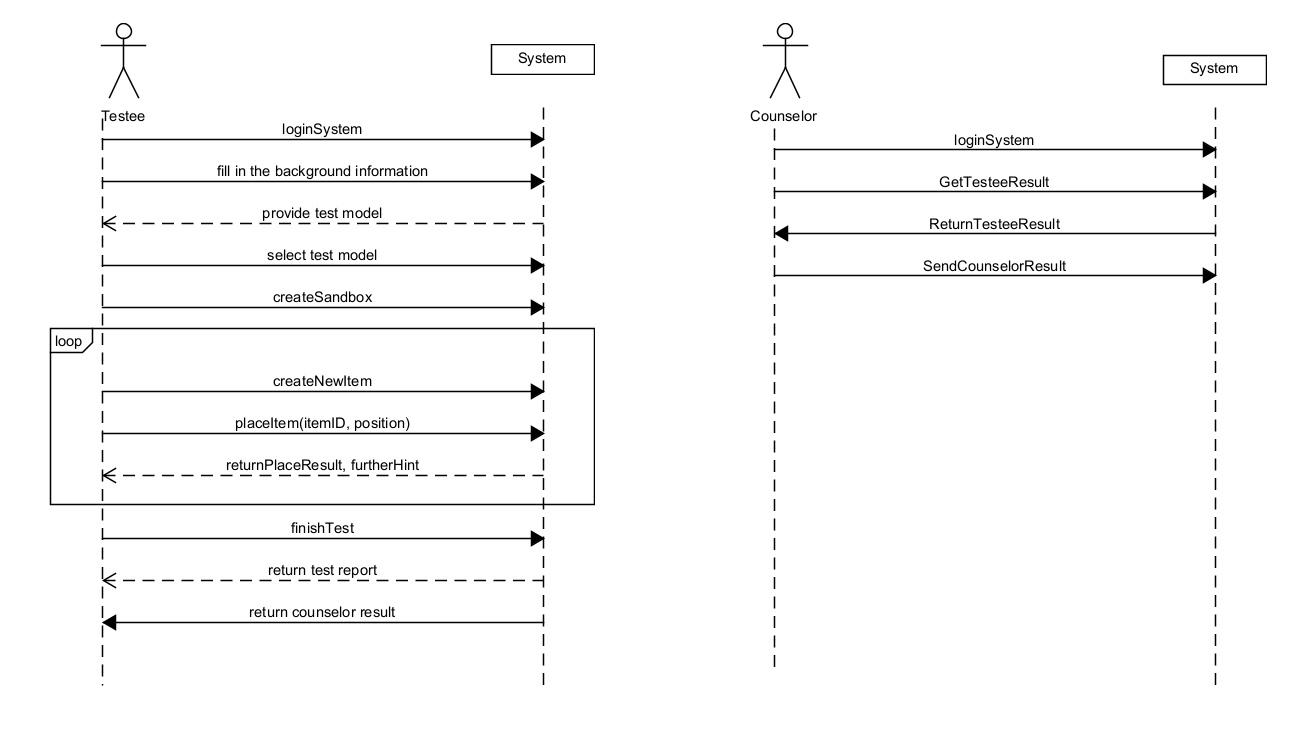 System
Testee
loginSystem
fill in the background information
provide test model
select test model
createSandbox
loop
createNewItem
placeItem(itemID, position)
returnPlaceResult, furtherHint
finishTest
return test report
return counselor result
System
Counselor
loginSystem
GetTesteeResult
ReturnTesteeResult
SendCounselorResult